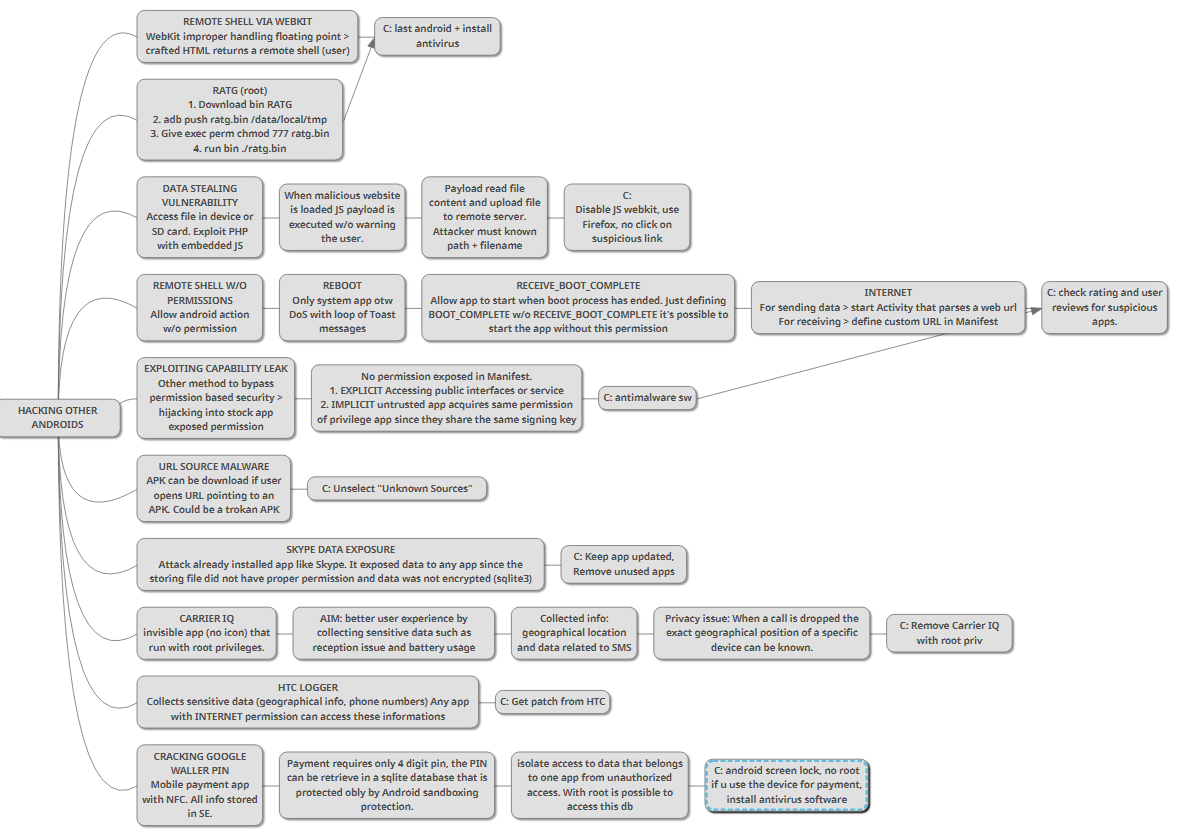 REMOTE SHELL VIA WEBKIT
WebKit improper handling floating point >
crafted HTML returns a remote shell (user)
C: last android + install
antivirus
RATG (root)
1. Download bin RATG
2. adb push ratg.bin /data/local/tmp
3. Give exec perm chmod 777 ratg.bin
4. run bin ./ratg.bin
DATA STEALING
VULNERABILITY
Access file in device or
SD card. Exploit PHP
with embedded JS
When malicious website
is loaded JS payload is
executed w/o warning
the user.
Payload read file
content and upload file
to remote server.
Attacker must known
path + filename
C:
Disable JS webkit, use
Firefox, no click on
suspicious link
REMOTE SHELL W/O
PERMISSIONS
Allow android action
w/o permission
REBOOT
Only system app otw
DoS with loop of Toast
messages
RECEIVE_BOOT_COMPLETE
Allow app to start when boot process has ended. Just defining
BOOT_COMPLETE w/o RECEIVE_BOOT_COMPLETE it's possible to
start the app without this permission
INTERNET
For sending data > start Activity that parses a web url
For receiving > define custom URL in Manifest
C: check rating and user
reviews for suspicious
apps.
EXPLOITING CAPABILITY LEAK
Other method to bypass
permission based security >
hijacking into stock app
exposed permission
No permission exposed in Manifest.
1. EXPLICIT Accessing public interfaces or service
2. IMPLICIT untrusted app acquires same permission
of privilege app since they share the same signing key
C: antimalware sw
HACKING OTHER
ANDROIDS
URL SOURCE MALWARE
APK can be download if user
opens URL pointing to an
APK. Could be a trokan APK
C: Unselect "Unknown Sources"
SKYPE DATA EXPOSURE
Attack already installed app like Skype. It exposed data to any app since the
storing file did not have proper permission and data was not encrypted (sqlite3)
C: Keep app updated,
Remove unused apps
CARRIER IQ
invisible app (no icon) that
run with root privileges.
AIM: better user experience by
collecting sensitive data such as
reception issue and battery usage
Collected info:
geographical location
and data related to SMS
Privacy issue: When a call is dropped the
exact geographical position of a specific
device can be known.
C: Remove Carrier IQ
with root priv
HTC LOGGER
Collects sensitive data (geographical info, phone numbers) Any app
with INTERNET permission can access these informations
C: Get patch from HTC
CRACKING GOOGLE
WALLER PIN
Mobile payment app
with NFC. All info stored
in SE.
Payment requires only 4 digit pin, the PIN
can be retrieve in a sqlite database that is
protected obly by Android sandboxing
protection.
isolate access to data that belongs
to one app from unauthorized
access. With root is possible to
access this db
C: android screen lock, no root
if u use the device for payment,
install antivirus software